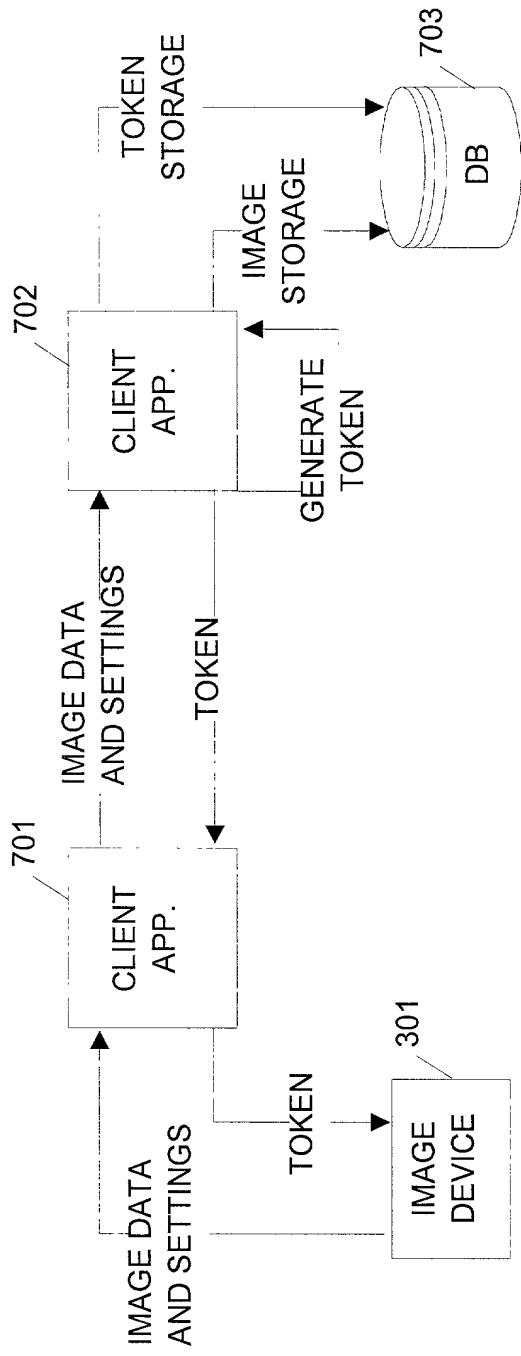 702
TOKEN
STORAGE
701
IMAGE DATA
AND SETTINGS
CLIENT
APP.
CLIENT
APP.
IMAGE
STORAGE
703
IMAGE DATA
AND SETTINGS
TOKEN
GENERATE
TOKEN
DB
301
TOKEN
IMAGE
DEVICE